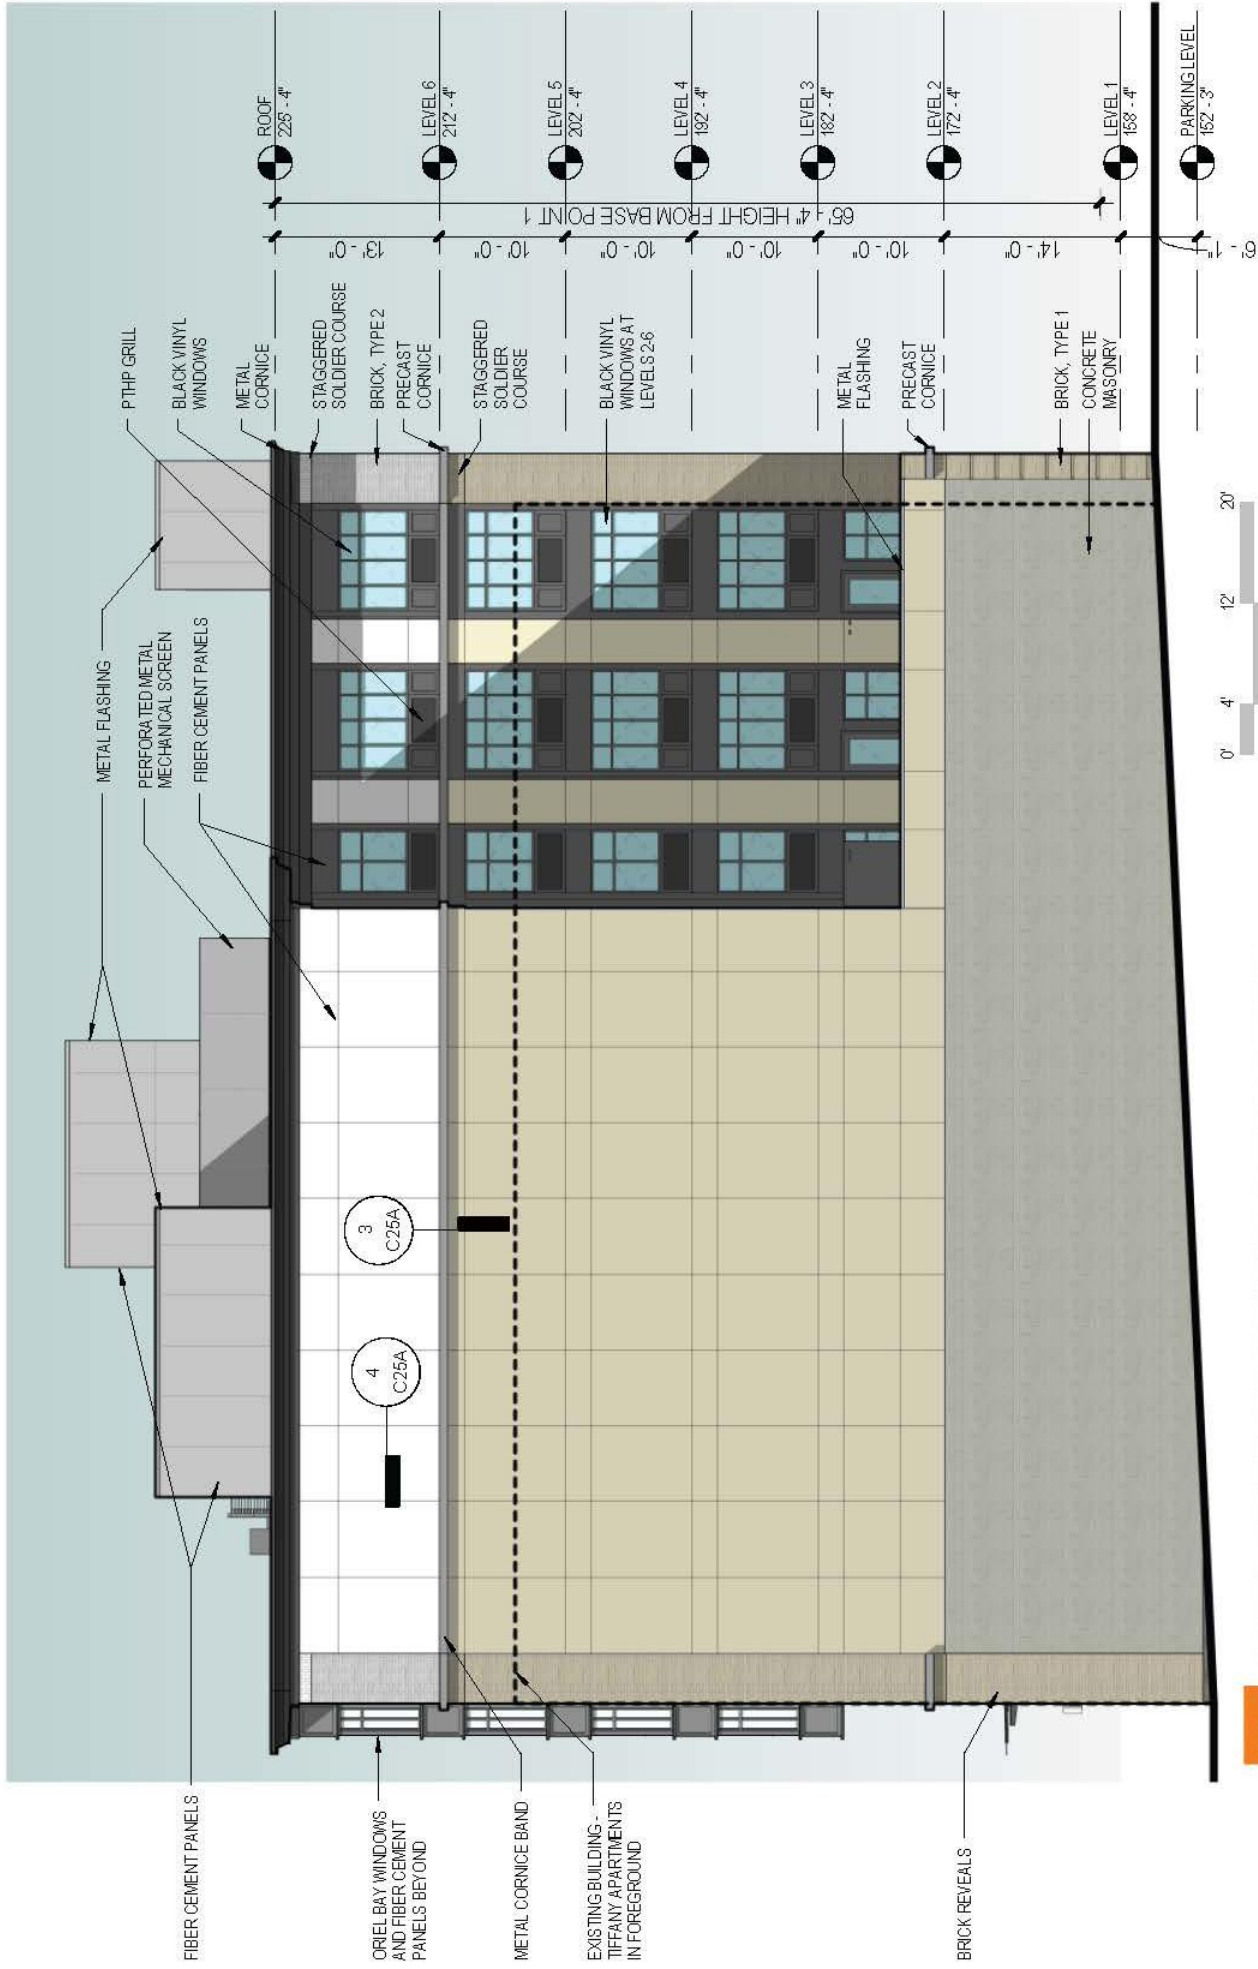 METAL FLASHING
PERFORATED METAL
MECHANICAL SCREEN
FIBER CEMENT PANELS
PTHP GRILL
BLACK VINYL
WINDOWS
METAL
CORNICE
STAGGERED
SOLDIER COURSE
BRICK, TYPE 2
PRECAST
CORNICE
STAGGERED
SOLDIER
COURSE
BLACK VINYL
WINDOWS AT
LEVELS 2-6
METAL
FLASHING
PRECAST
CORNICE
BRICK, TYPE 1
CONCRETE
MASONRY
FIBER CEMENT PANELS
ORIEL BAY WINDOWS
AND FIBER CEMENT
PANELS BEYOND
METAL CORNICE BAND
EXISTING BUILDING -
TIFFANY APARTMENTS
IN FOREGROUND
BRICK REVEALS
4
C25A
3
C25A
ROOF
225' - 4"
LEVEL 6
212' - 4"
LEVEL 5
202' - 4"
LEVEL 4
192' - 4"
LEVEL 3
182' - 4"
LEVEL 2
172' - 4"
LEVEL 1
158' - 4"
PARKING LEVEL
152' - 3"
13' - 0"
10' - 0"
10' - 0"
10' - 0"
10' - 0"
14' - 0"
6' - 1"
65' - 4" HEIGHT FROM BASE POINT 1
0' 4' 12' 20'